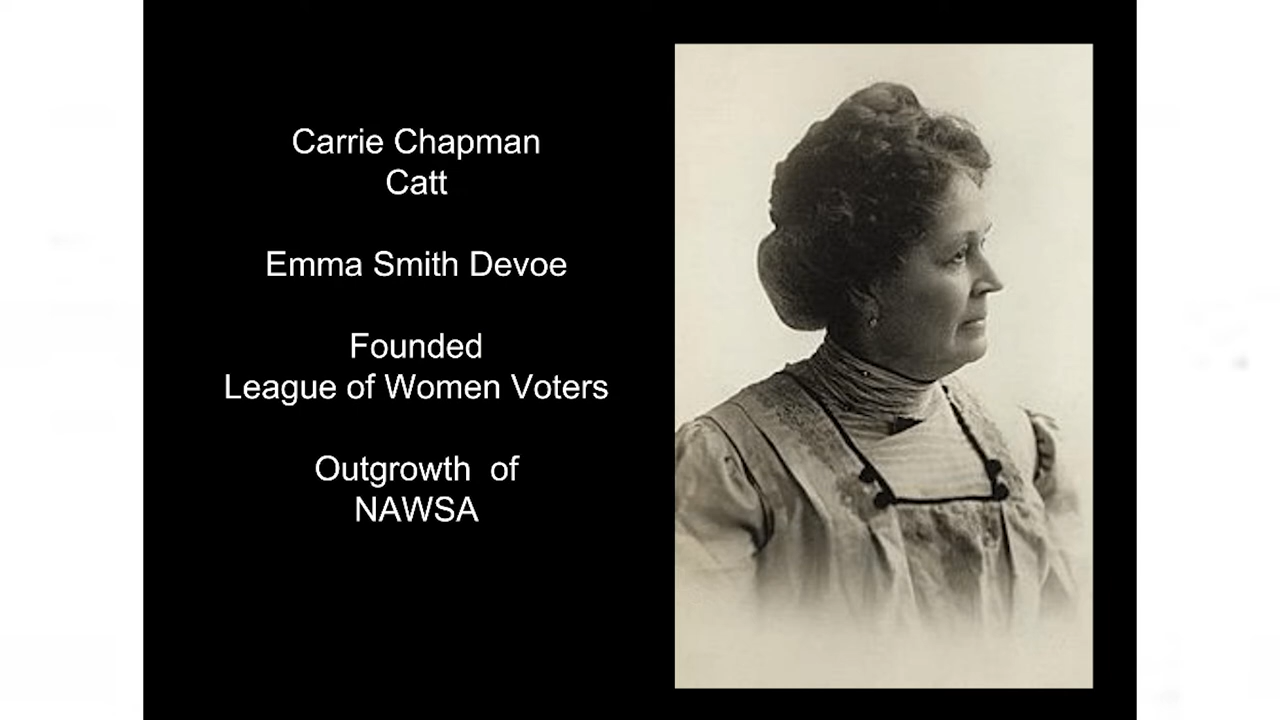 Carrie Chapman
Catt
Emma Smith Devoe
Founded
League of Women Voters
Outgrowth of
NAWSA